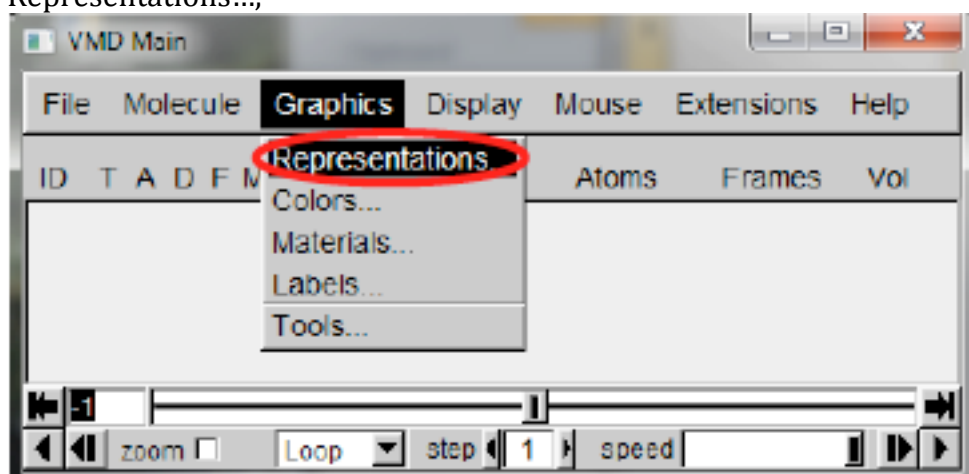 Representations…,
VMD Main
File Molecule Graphics Display Mouse Extensions Help
ID T A D F M Atoms Frames Vol
Representations...
Colors...
Materials...
Labels...
Tools...
-1
zoom Loop step 1 speed